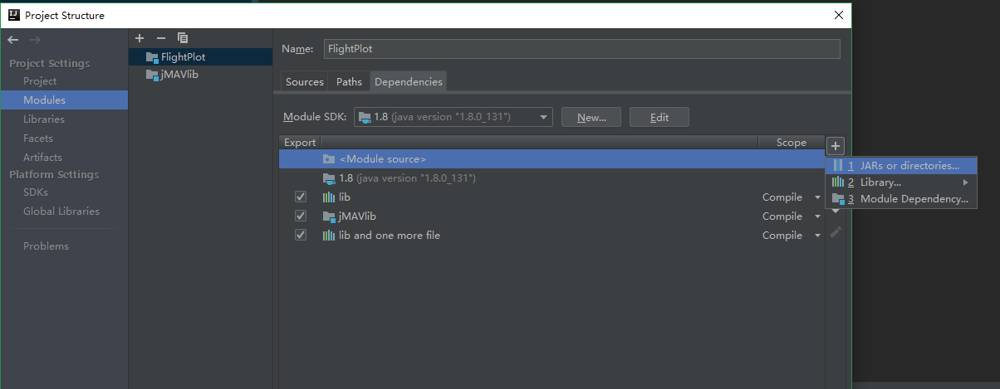 Project Structure
Project Settings
Project
Modules
Libraries
Facets
Artifacts
Platform Settings
SDKs
Global Libraries
Problems
FlightPlot
jMAVlib
Name: FlightPlot
Sources Paths Dependencies
Module SDK: 1.8 (java version "1.8.0_131") New... Edit
Export Scope
<Module source>
1.8 (java version "1.8.0_131")
lib Compile
jMAVlib Compile
lib and one more file Compile
1 JARs or directories...
2 Library...
3 Module Dependency...